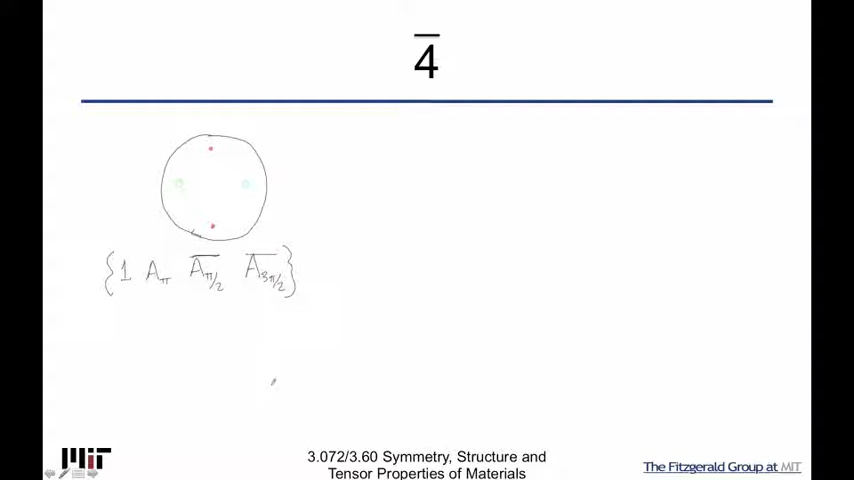 4̅
{1 A_π A̅_π/2 A̅_3π/2}
MIT
3.072/3.60 Symmetry, Structure and
Tensor Properties of Materials
The Fitzgerald Group at MIT